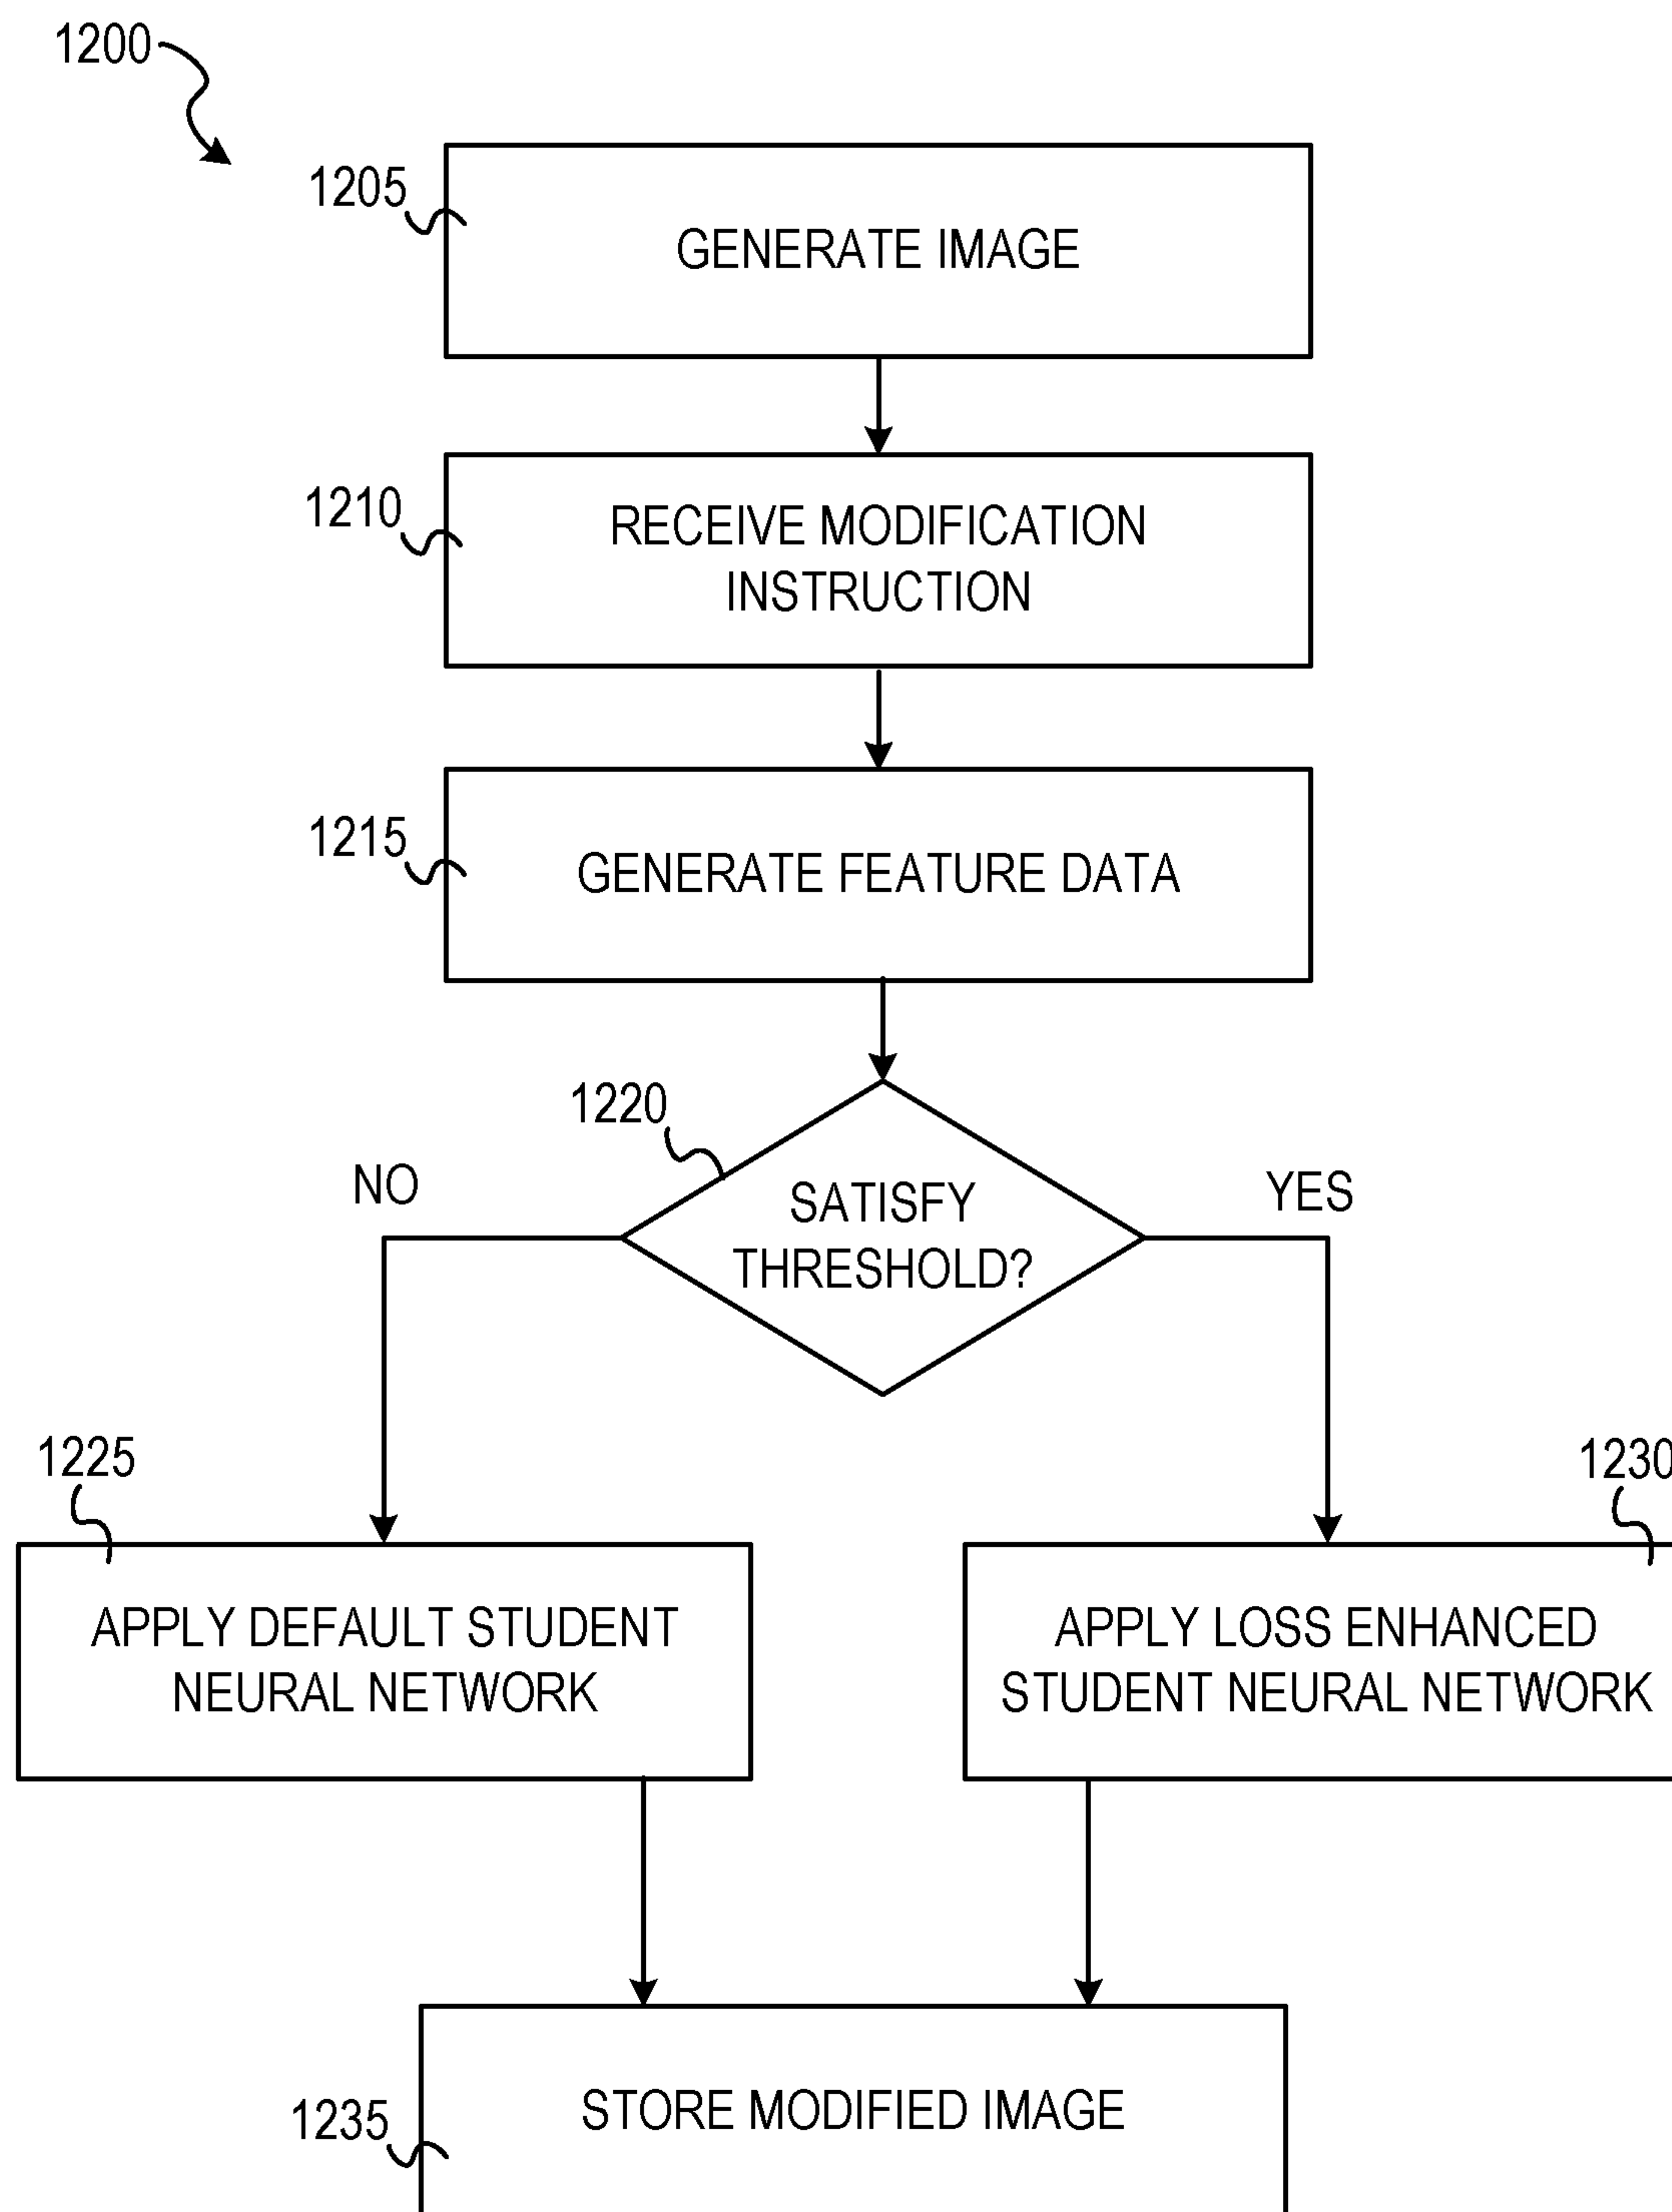 1200
1205
GENERATE IMAGE
1210
RECEIVE MODIFICATION
INSTRUCTION
1215
GENERATE FEATURE DATA
1220
NO
YES
SATISFY
THRESHOLD?
1225
1230
APPLY DEFAULT STUDENT
NEURAL NETWORK
APPLY LOSS ENHANCED
STUDENT NEURAL NETWORK
STORE MODIFIED IMAGE
1235